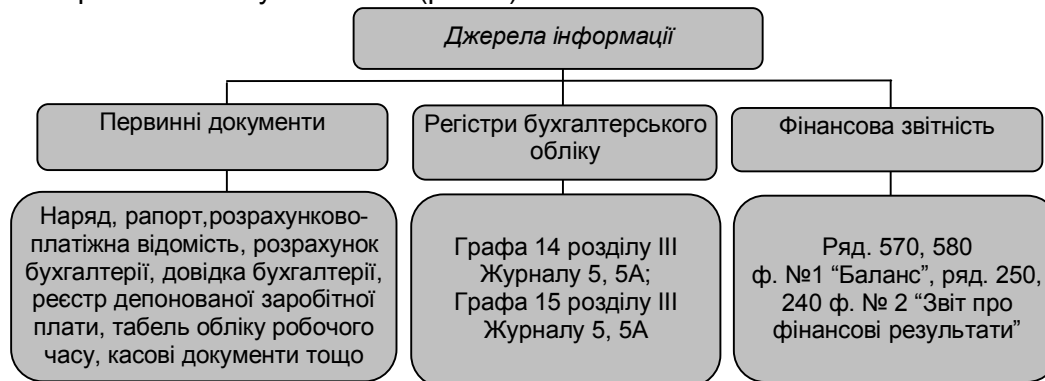 Джерела інформації
Первинні документи
Регістри бухгалтерського
обліку
Фінансова звітність
Наряд, рапорт,розрахунково-
платіжна відомість, розрахунок
бухгалтерії, довідка бухгалтерії,
реєстр депонованої заробітної
плати, табель обліку робочого
часу, касові документи тощо
Графа 14 розділу III
Журналу 5, 5А;
Графа 15 розділу III
Журналу 5, 5А
Ряд. 570, 580
ф. №1 “Баланс”, ряд. 250,
240 ф. № 2 “Звіт про
фінансові результати”